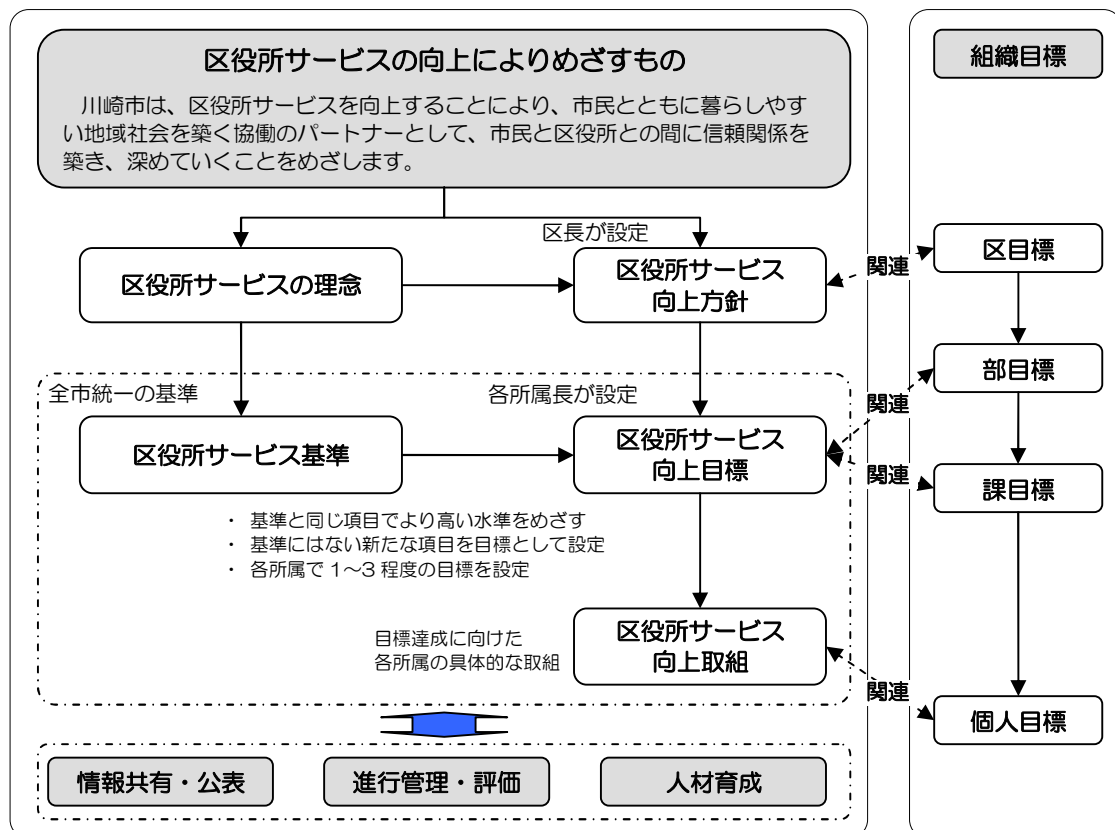 区役所サービスの向上によりめざすもの
川崎市は、区役所サービスを向上することにより、市民とともに暮らしやす
い地域社会を築く協働のパートナーとして、市民と区役所との間に信頼関係を
築き、深めていくことをめざします。
区長が設定
区役所サービスの理念
区役所サービス
向上方針
全市統一の基準
各所属長が設定
区役所サービス基準
区役所サービス
向上目標
・ 基準と同じ項目でより高い水準をめざす
・ 基準にはない新たな項目を目標として設定
・ 各所属で 1～3 程度の目標を設定
目標達成に向けた
各所属の具体的な取組
区役所サービス
向上取組
情報共有・公表
進行管理・評価
人材育成
関連
関連
関連
関連
組織目標
区目標
部目標
課目標
個人目標